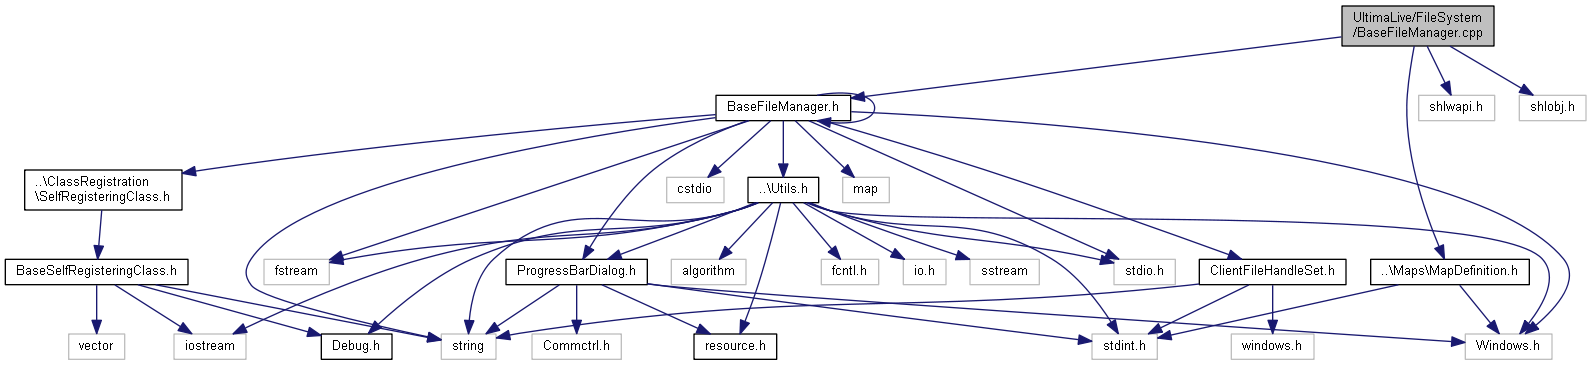 UltimaLive/FileSystem
/BaseFileManager.cpp
BaseFileManager.h
shlwapi.h
shlobj.h
..\ClassRegistration
\SelfRegisteringClass.h
cstdio
..\Utils.h
map
BaseSelfRegisteringClass.h
fstream
ProgressBarDialog.h
algorithm
fcntl.h
io.h
sstream
stdio.h
ClientFileHandleSet.h
..\Maps\MapDefinition.h
vector
iostream
Debug.h
string
Commctrl.h
resource.h
stdint.h
windows.h
Windows.h